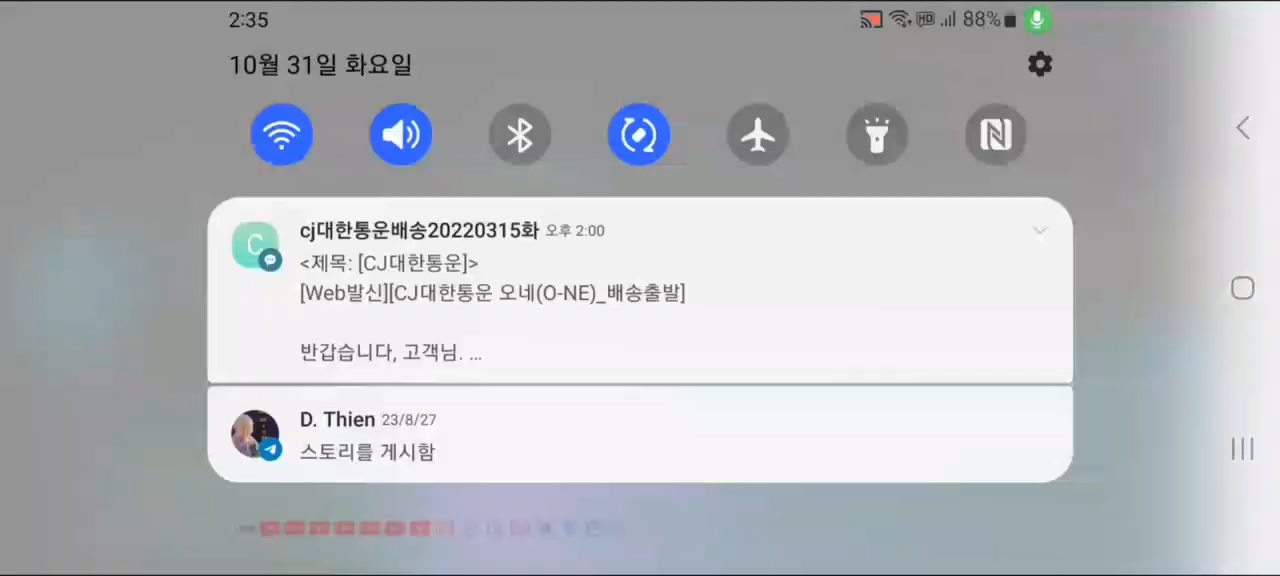 2:35
HD 88%
10월 31일 화요일
C
cj대한통운배송20220315화 오후 2:00
<제목: [CJ대한통운]>
[Web발신][CJ대한통운 오네(O-NE)_배송출발]
반갑습니다, 고객님. ...
D. Thien 23/8/27
스토리를 게시함